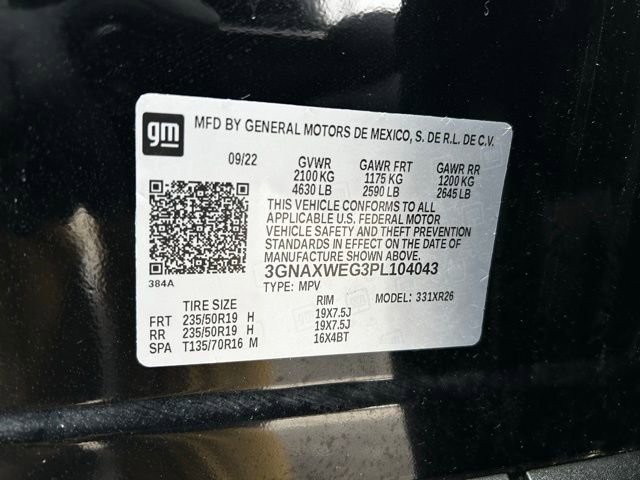 gm MFD BY GENERAL MOTORS DE MEXICO, S. DE R.L. DE C.V.
09/22 GVWR GAWR FRT GAWR RR
2100 KG 1175 KG 1200 KG
4630 LB 2590 LB 2645 LB
THIS VEHICLE CONFORMS TO ALL
APPLICABLE U.S. FEDERAL MOTOR
VEHICLE SAFETY AND THEFT PREVENTION
STANDARDS IN EFFECT ON THE DATE OF
MANUFACTURE SHOWN ABOVE.
3GNAXWEG3PL104043
384A TYPE: MPV MODEL: 331XR26
TIRE SIZE RIM
FRT 235/50R19 H 19X7.5J
RR 235/50R19 H 19X7.5J
SPA T135/70R16 M 16X4BT